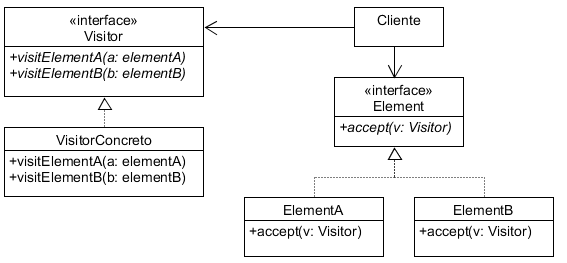 «interface»
Visitor
+visitElementA(a: elementA)
+visitElementB(b: elementB)
Cliente
«interface»
Element
+accept(v: Visitor)
VisitorConcreto
+visitElementA(a: elementA)
+visitElementB(b: elementB)
ElementA
+accept(v: Visitor)
ElementB
+accept(v: Visitor)